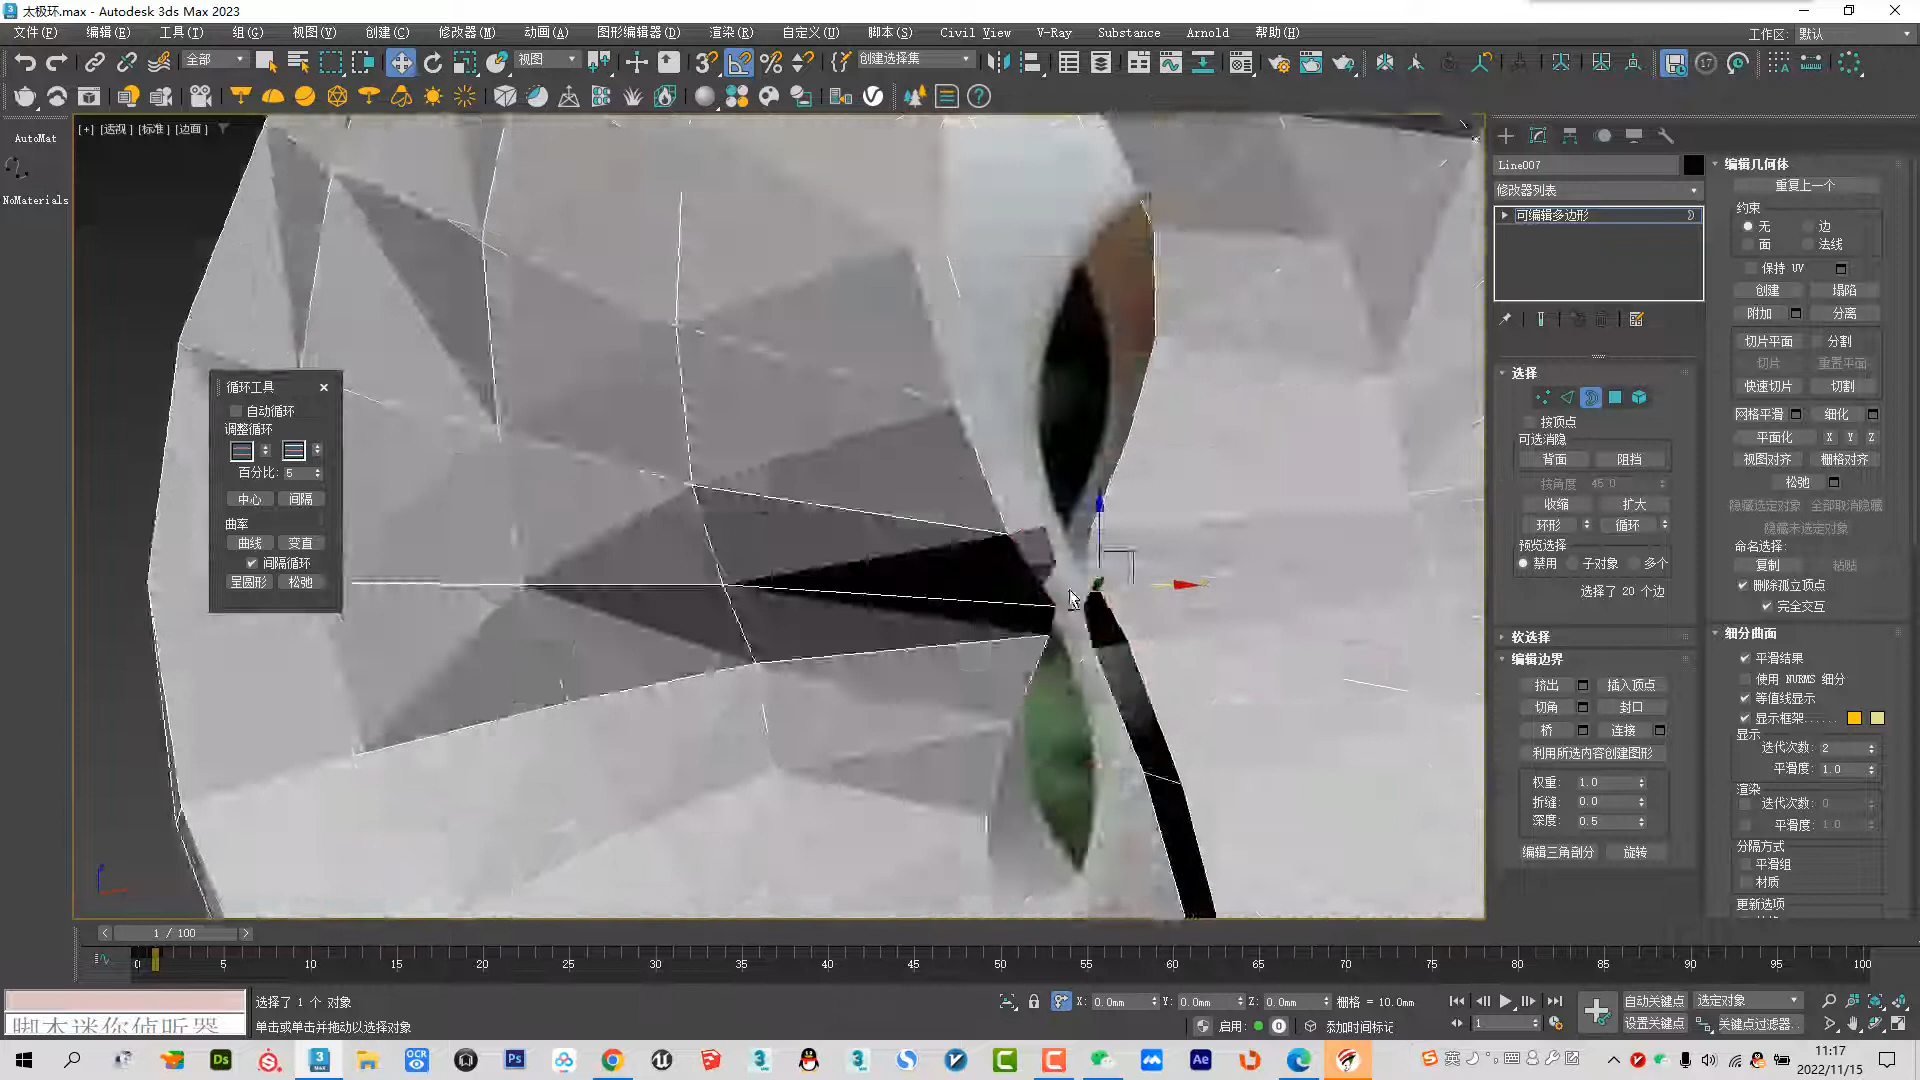 太极环.max - Autodesk 3ds Max 2023
文件(F) 编辑(E) 工具(T) 组(G) 视图(V) 创建(C) 修改器(M) 动画(A) 图形编辑器(D) 渲染(R) 自定义(U) Civil View V-Ray Substance 脚本(S) Arnold 帮助(H)
工作区: 默认
全部 视图 创建选择集
AutoMat
NoMaterials
[+] [透视] [标准] [边面]
循环工具
自动循环
调整循环
百分比: 5
中心 间隔
曲率
曲线 变直
间隔循环
呈圆形 松弛
Line007
修改器列表
可编辑多边形
选择
按顶点
可选消隐
背面 阻挡
按角度 45.0
收缩 扩大
环形 循环
预览选择
禁用 子对象 多个
选择了 20 个边
软选择
编辑边界
挤出 插入顶点
切角 封口
桥 连接
利用所选内容创建图形
权重: 1.0
折缝: 0.0
深度: 0.5
编辑三角剖分 旋转
编辑几何体
重复上一个
约束
无 边
面 法线
保持 UV
创建 塌陷
附加 分离
切片平面 分割
切片 重置平面
快速切片 切割
网格平滑 细化
平面化 X Y Z
视图对齐 栅格对齐
松弛
隐藏选定对象 全部取消隐藏
隐藏未选定对象
命名选择:
复制 粘贴
删除孤立顶点
完全交互
细分曲面
平滑结果
使用 NURMS 细分
等值线显示
显示框架......
显示
迭代次数: 2
平滑度: 1.0
渲染
迭代次数: 0
平滑度: 1.0
分隔方式
平滑组
材质
更新选项
1 / 100
0 5 10 15 20 25 30 35 40 45 50 55 60 65 70 75 80 85 90 95 100
选择了 1 个 对象
X: 0.0mm Y: 0.0mm Z: 0.0mm 栅格 = 10.0mm
自动关键点 选定对象
脚本迷你侦听器
单击或单击并拖动以选择对象
启用: 0 添加时间标记
1
设置关键点 关键点过滤器...
英
11:17
2022/11/15